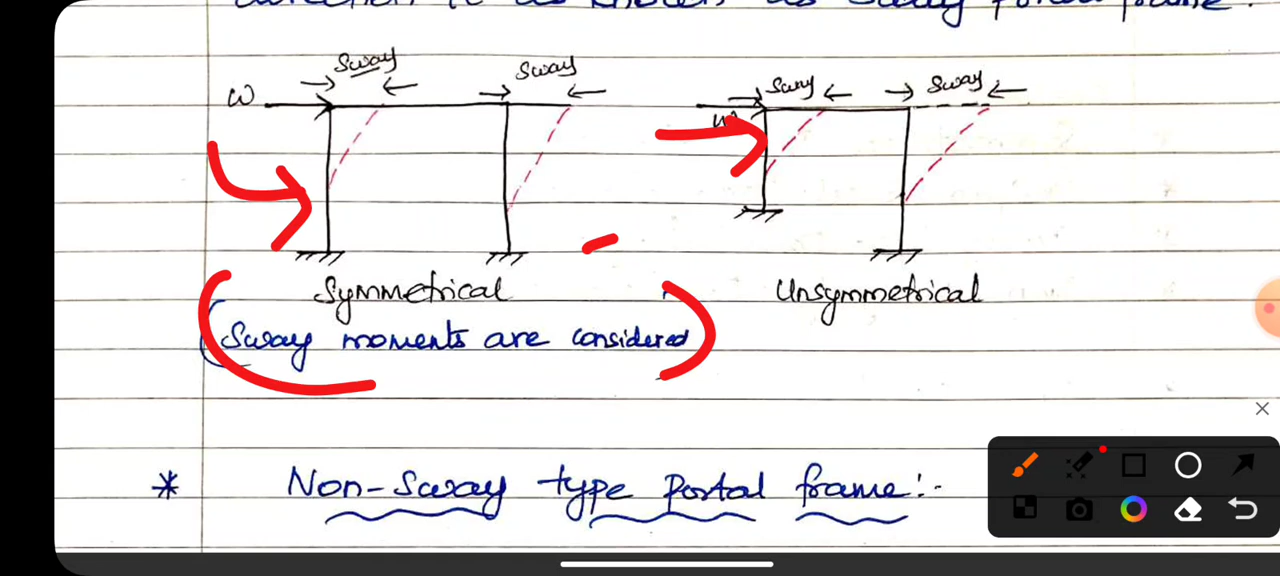 Sway Sway Sway Sway
W W
Symmetrical Unsymmetrical
(Sway moments are considered)
* Non-Sway type Portal frame:-